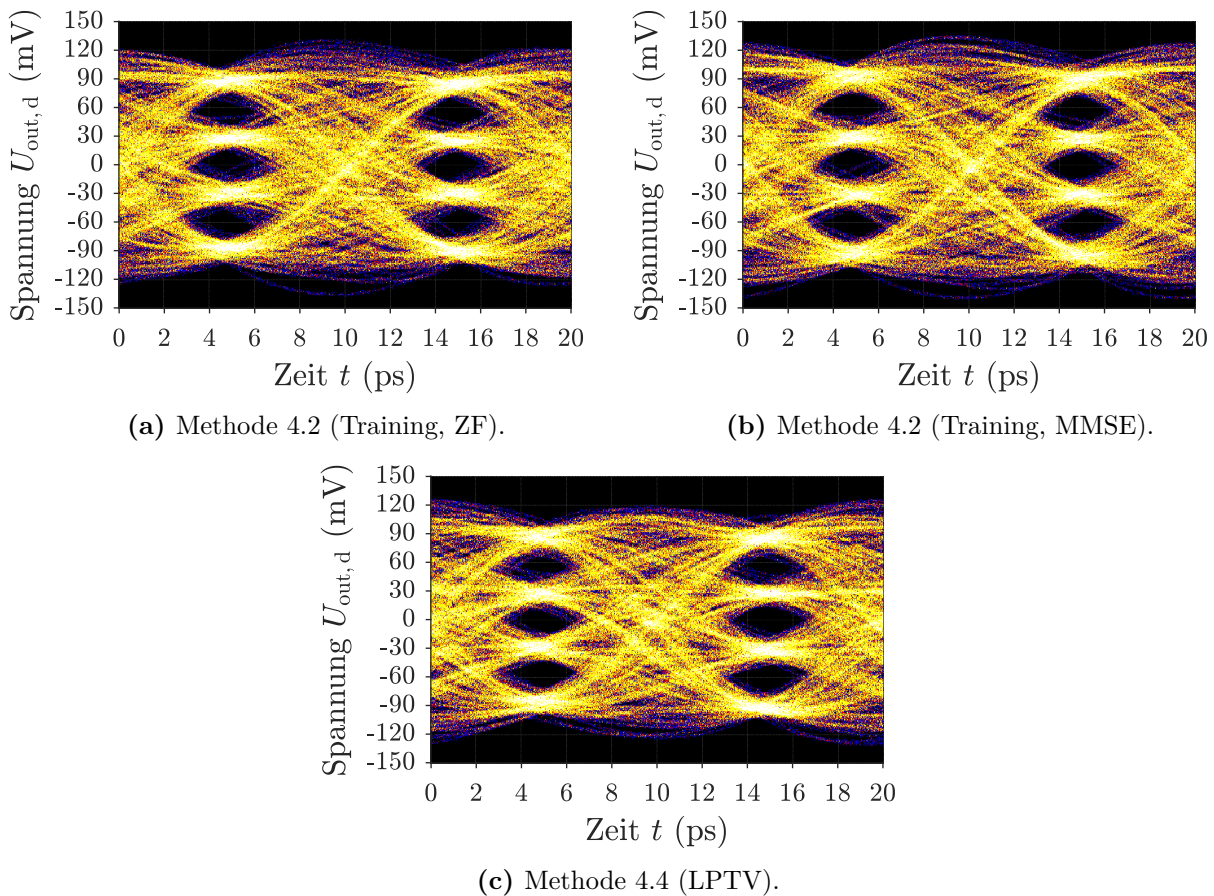 Spannung U_out, d (mV)
150
120
90
60
30
0
-30
-60
-90
-120
-150
0 2 4 6 8 10 12 14 16 18 20
Zeit t (ps)
(a) Methode 4.2 (Training, ZF).
Spannung U_out, d (mV)
150
120
90
60
30
0
-30
-60
-90
-120
-150
0 2 4 6 8 10 12 14 16 18 20
Zeit t (ps)
(b) Methode 4.2 (Training, MMSE).
Spannung U_out, d (mV)
150
120
90
60
30
0
-30
-60
-90
-120
-150
0 2 4 6 8 10 12 14 16 18 20
Zeit t (ps)
(c) Methode 4.4 (LPTV).